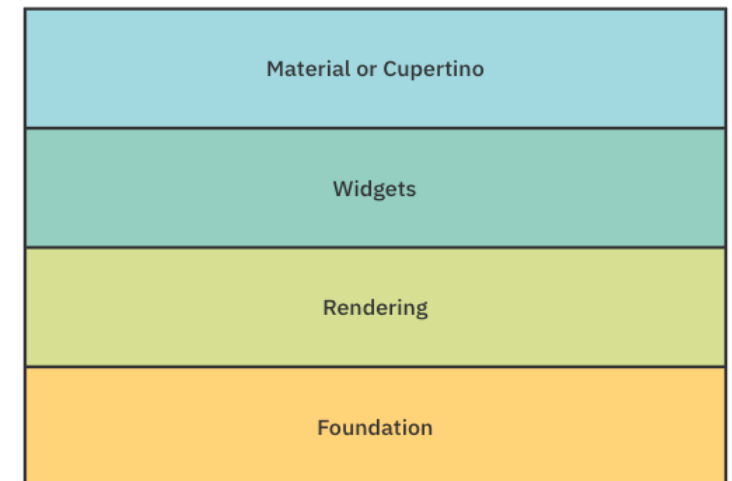 Material or Cupertino
Widgets
Rendering
Foundation